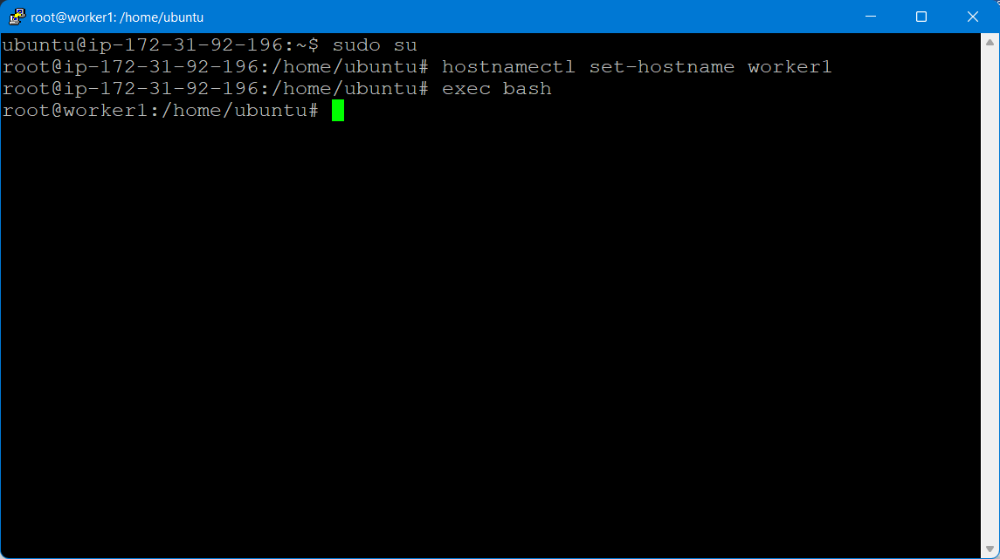 root@worker1: /home/ubuntu
ubuntu@ip-172-31-92-196:~$ sudo su
root@ip-172-31-92-196:/home/ubuntu# hostnamectl set-hostname worker1
root@ip-172-31-92-196:/home/ubuntu# exec bash
root@worker1:/home/ubuntu#